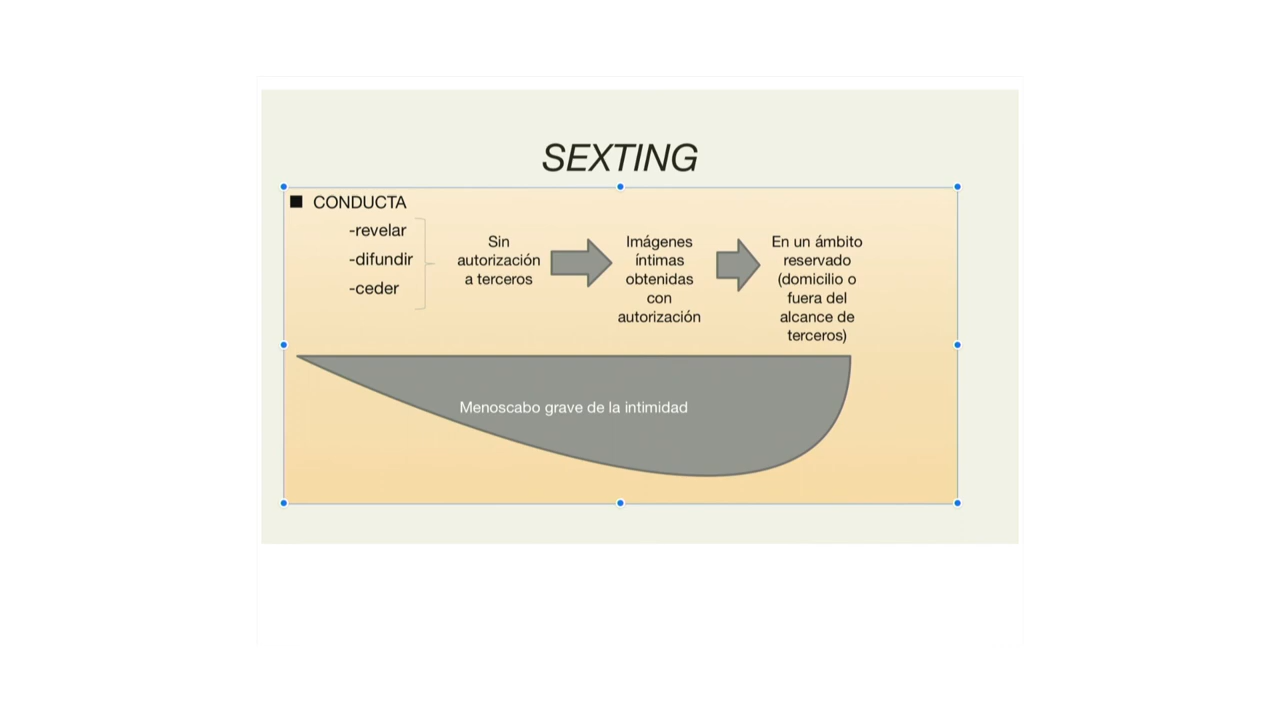 SEXTING
CONDUCTA
-revelar
-difundir
-ceder
Sin
autorización
a terceros
Imágenes
íntimas
obtenidas
con
autorización
En un ámbito
reservado
(domicilio o
fuera del
alcance de
terceros)
Menoscabo grave de la intimidad